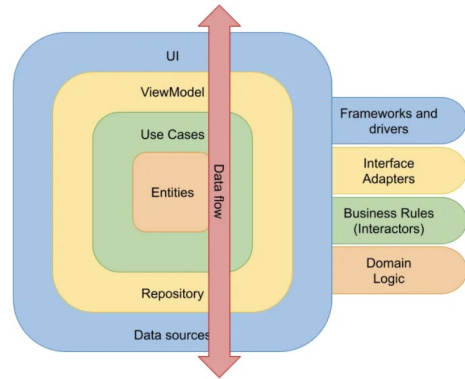 UI
ViewModel
Use Cases
Entities
Data flow
Repository
Data sources
Frameworks and
drivers
Interface
Adapters
Business Rules
(Interactors)
Domain
Logic